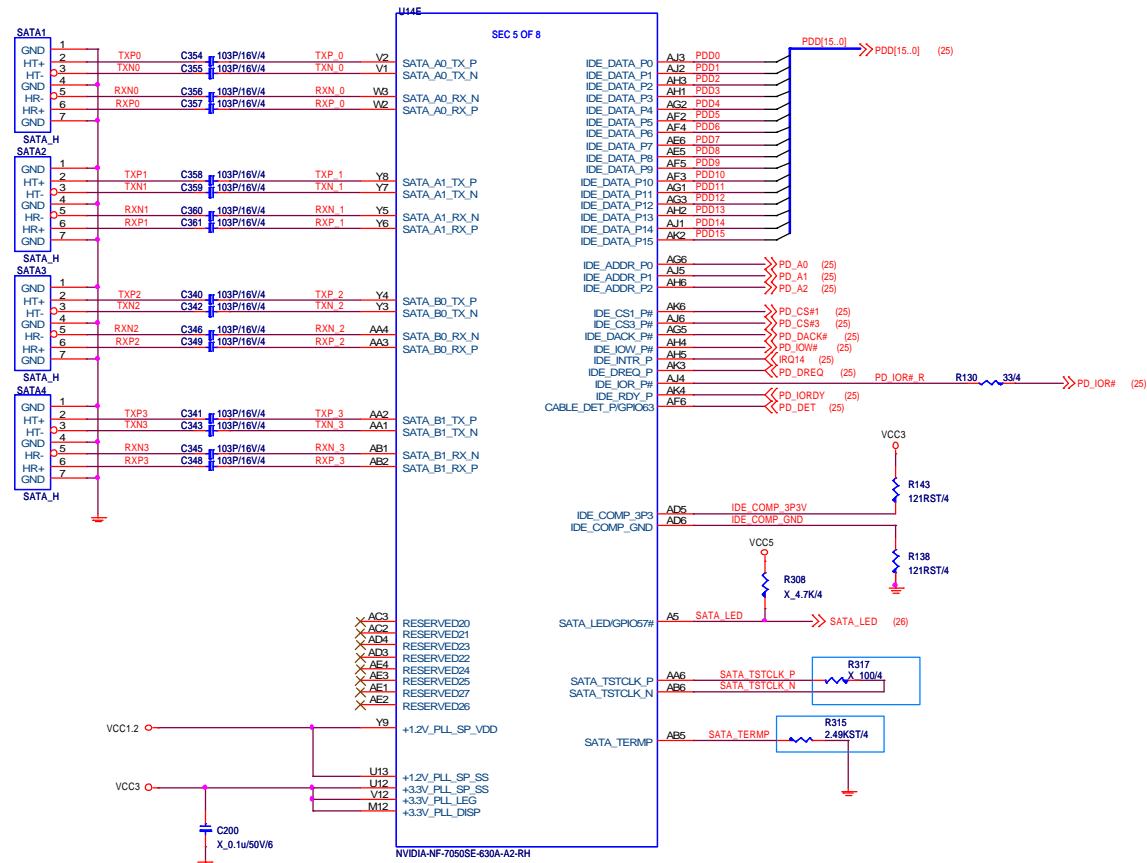 U14E
SEC 5 OF 8
SATA1
GND 1
HT+ 2 TXP0 C354 103P/16V/4 TXP_0 V2 SATA_A0_TX_P
HT- 3 TXN0 C355 103P/16V/4 TXN_0 V1 SATA_A0_TX_N
GND 4
HR- 5 RXN0 C356 103P/16V/4 RXN_0 W3 SATA_A0_RX_N
HR+ 6 RXP0 C357 103P/16V/4 RXP_0 W2 SATA_A0_RX_P
GND 7
SATA_H
SATA2
GND 1
HT+ 2 TXP1 C358 103P/16V/4 TXP_1 Y8 SATA_A1_TX_P
HT- 3 TXN1 C359 103P/16V/4 TXN_1 Y7 SATA_A1_TX_N
GND 4
HR- 5 RXN1 C360 103P/16V/4 RXN_1 Y5 SATA_A1_RX_N
HR+ 6 RXP1 C361 103P/16V/4 RXP_1 Y6 SATA_A1_RX_P
GND 7
SATA_H
SATA3
GND 1
HT+ 2 TXP2 C340 103P/16V/4 TXP_2 Y4 SATA_B0_TX_P
HT- 3 TXN2 C342 103P/16V/4 TXN_2 Y3 SATA_B0_TX_N
GND 4
HR- 5 RXN2 C346 103P/16V/4 RXN_2 AA4 SATA_B0_RX_N
HR+ 6 RXP2 C349 103P/16V/4 RXP_2 AA3 SATA_B0_RX_P
GND 7
SATA_H
SATA4
GND 1
HT+ 2 TXP3 C341 103P/16V/4 TXP_3 AA2 SATA_B1_TX_P
HT- 3 TXN3 C343 103P/16V/4 TXN_3 AA1 SATA_B1_TX_N
GND 4
HR- 5 RXN3 C345 103P/16V/4 RXN_3 AB1 SATA_B1_RX_N
HR+ 6 RXP3 C348 103P/16V/4 RXP_3 AB2 SATA_B1_RX_P
GND 7
SATA_H
AC3 RESERVED20
AC2 RESERVED21
AD4 RESERVED23
AD3 RESERVED22
AE4 RESERVED24
AE3 RESERVED25
AE1 RESERVED27
AE2 RESERVED26
VCC1.2 Y9 +1.2V_PLL_SP_VDD
U13 +1.2V_PLL_SP_SS
VCC3 U12 +3.3V_PLL_SP_SS
V12 +3.3V_PLL_LEG
M12 +3.3V_PLL_DISP
C200
X_0.1u/50V/6
PDD[15..0] PDD[15..0] (25)
IDE_DATA_P0 AJ3 PDD0
IDE_DATA_P1 AJ2 PDD1
IDE_DATA_P2 AH3 PDD2
IDE_DATA_P3 AH1 PDD3
IDE_DATA_P4 AG2 PDD4
IDE_DATA_P5 AF2 PDD5
IDE_DATA_P6 AF4 PDD6
IDE_DATA_P7 AE6 PDD7
IDE_DATA_P8 AE5 PDD8
IDE_DATA_P9 AF5 PDD9
IDE_DATA_P10 AF3 PDD10
IDE_DATA_P11 AG1 PDD11
IDE_DATA_P12 AG3 PDD12
IDE_DATA_P13 AH2 PDD13
IDE_DATA_P14 AJ1 PDD14
IDE_DATA_P15 AK2 PDD15
IDE_ADDR_P0 AG6 PD_A0 (25)
IDE_ADDR_P1 AJ5 PD_A1 (25)
IDE_ADDR_P2 AH6 PD_A2 (25)
IDE_CS1_P# AK6 PD_CS#1 (25)
IDE_CS3_P# AJ6 PD_CS#3 (25)
IDE_DACK_P# AG5 PD_DACK# (25)
IDE_IOW_P# AH4 PD_IOW# (25)
IDE_INTR_P AH5 IRQ14 (25)
IDE_DREQ_P AK3 PD_DREQ (25)
IDE_IOR_P# AJ4 PD_IOR#_R R130 33/4 PD_IOR# (25)
IDE_RDY_P AK4 PD_IORDY (25)
CABLE_DET_P/GPIO63 AF6 PD_DET (25)
VCC3
R143
121RST/4
IDE_COMP_3P3 AD5 IDE_COMP_3P3V
IDE_COMP_GND AD6 IDE_COMP_GND
R138
121RST/4
VCC5
R308
X_4.7K/4
SATA_LED/GPIO57# A5 SATA_LED SATA_LED (26)
R317
X_100/4
SATA_TSTCLK_P AA6 SATA_TSTCLK_P
SATA_TSTCLK_N AB6 SATA_TSTCLK_N
R315
2.49KST/4
SATA_TERMP AB5 SATA_TERMP
NVIDIA-NF-7050SE-630A-A2-RH